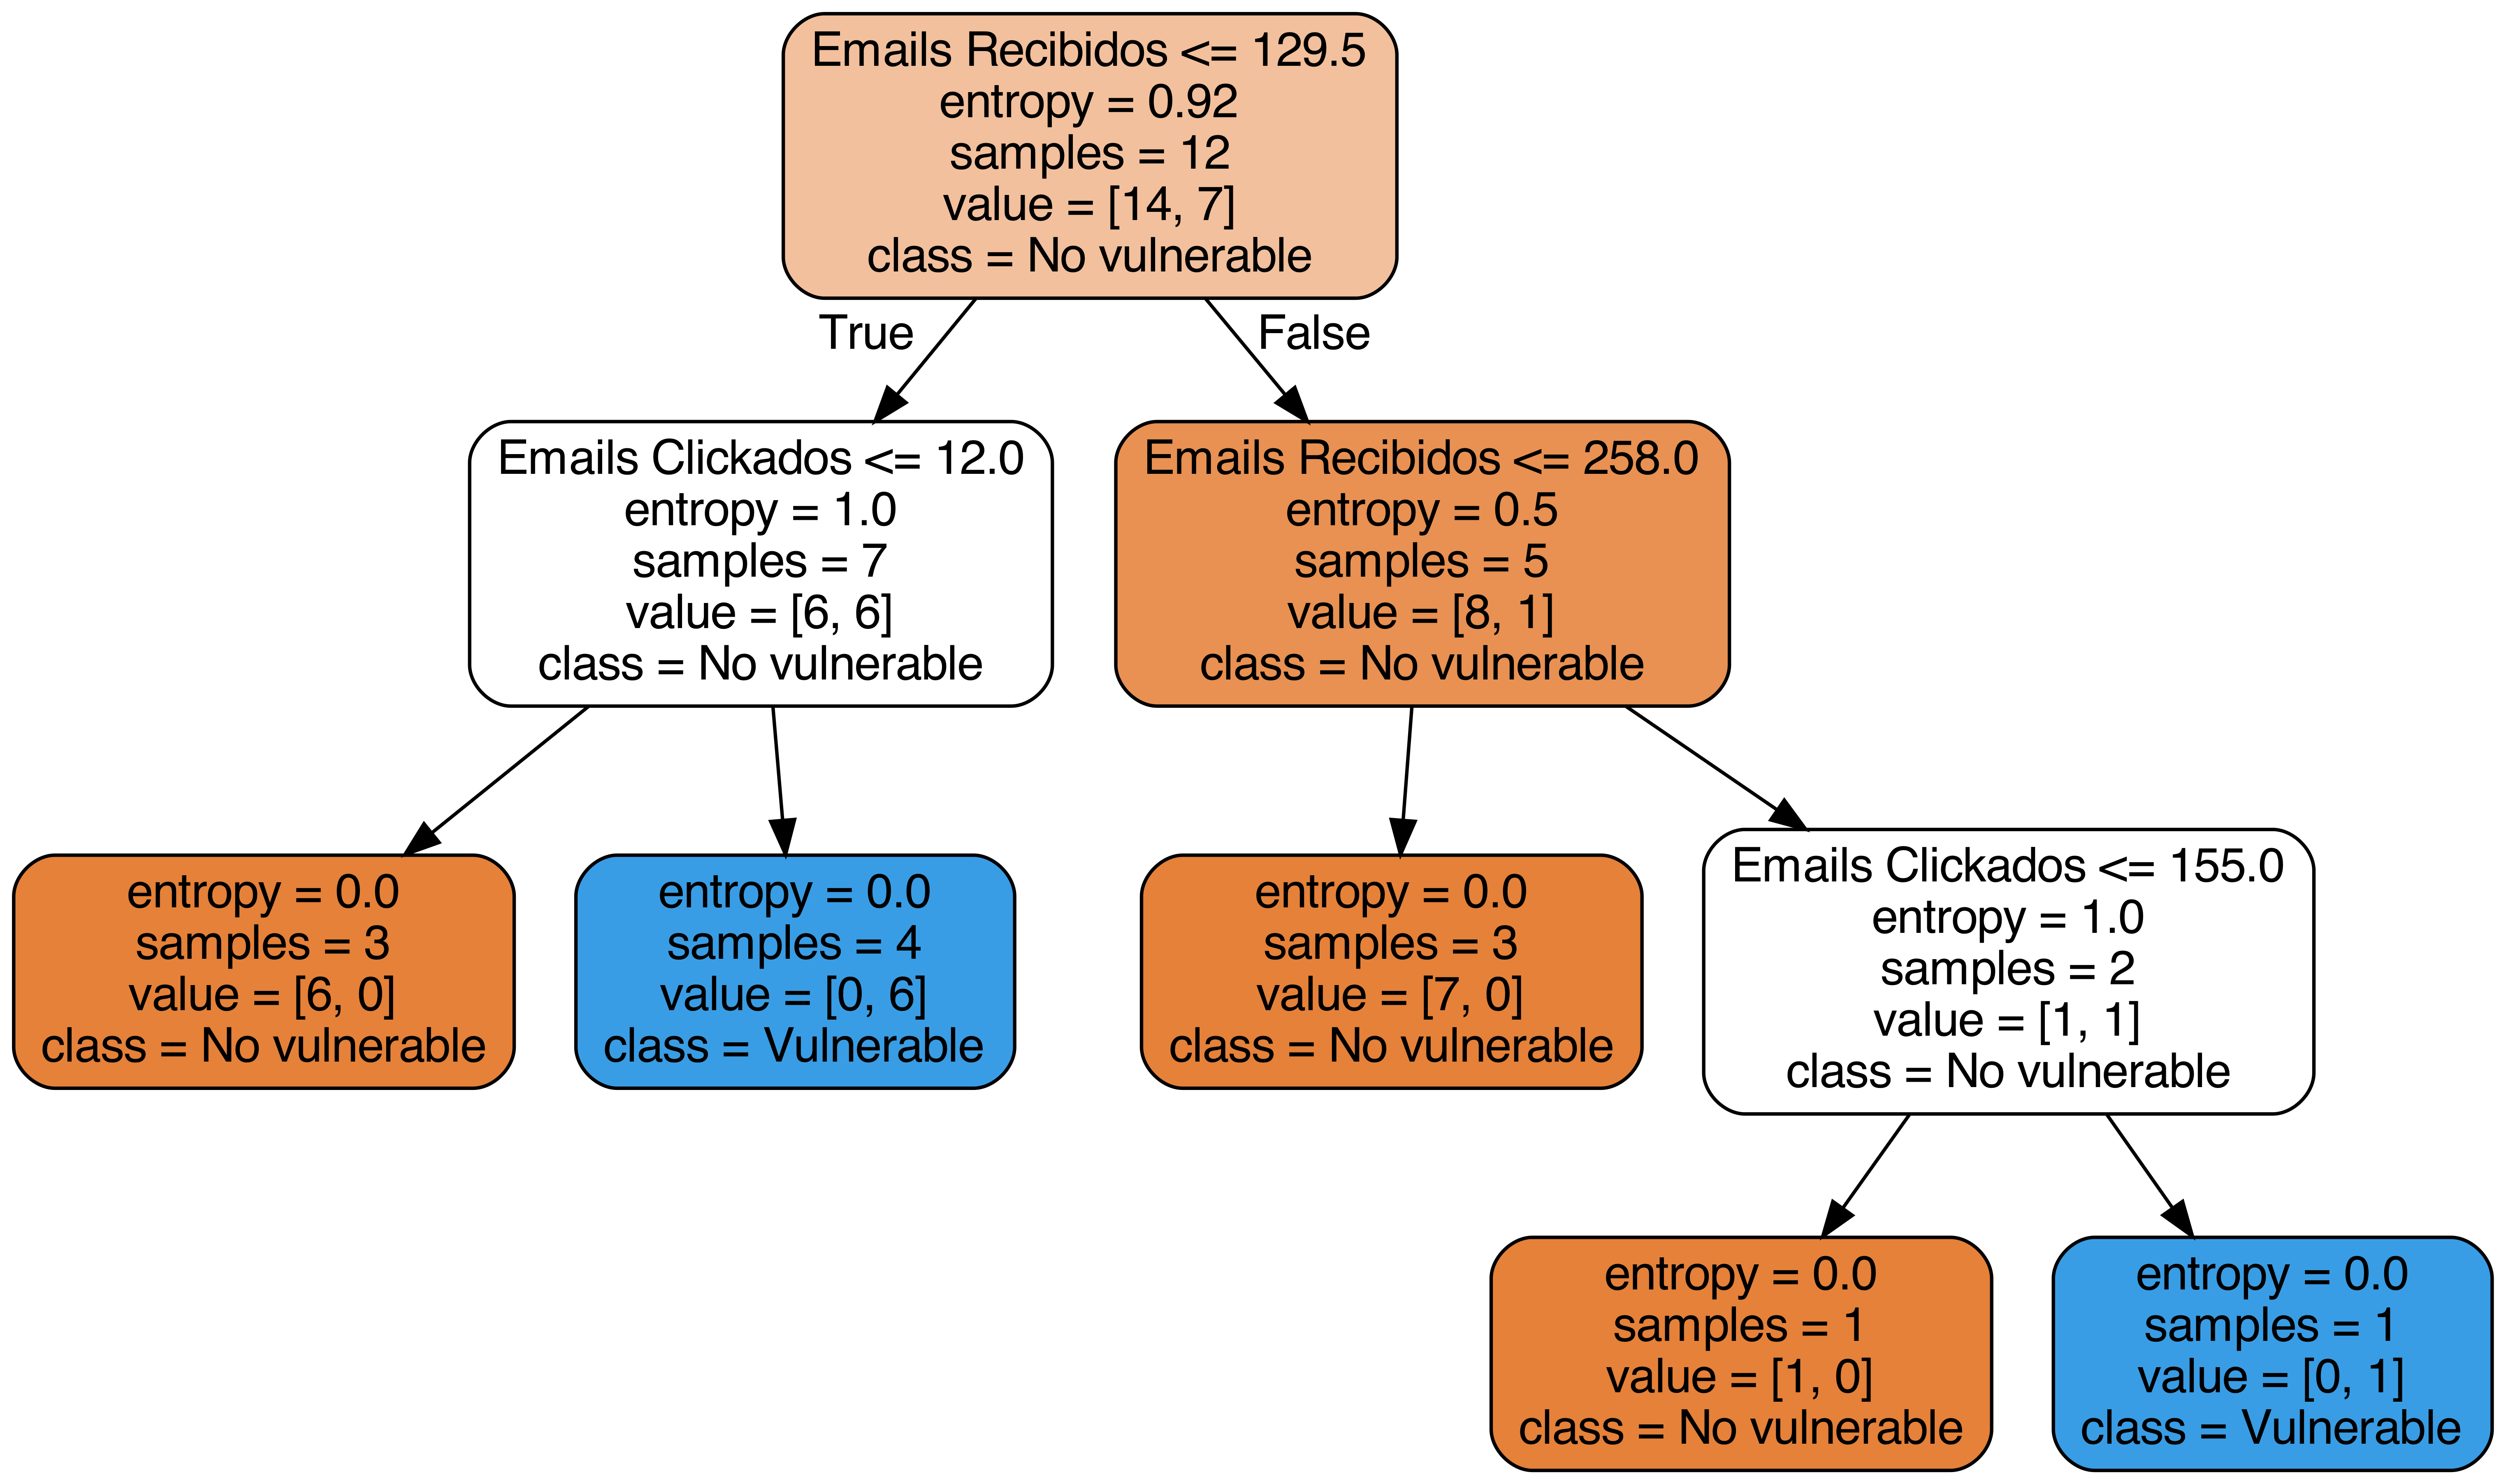 Emails Recibidos <= 129.5
entropy = 0.92
samples = 12
value = [14, 7]
class = No vulnerable
True
False
Emails Clickados <= 12.0
entropy = 1.0
samples = 7
value = [6, 6]
class = No vulnerable
Emails Recibidos <= 258.0
entropy = 0.5
samples = 5
value = [8, 1]
class = No vulnerable
entropy = 0.0
samples = 3
value = [6, 0]
class = No vulnerable
entropy = 0.0
samples = 4
value = [0, 6]
class = Vulnerable
entropy = 0.0
samples = 3
value = [7, 0]
class = No vulnerable
Emails Clickados <= 155.0
entropy = 1.0
samples = 2
value = [1, 1]
class = No vulnerable
entropy = 0.0
samples = 1
value = [1, 0]
class = No vulnerable
entropy = 0.0
samples = 1
value = [0, 1]
class = Vulnerable